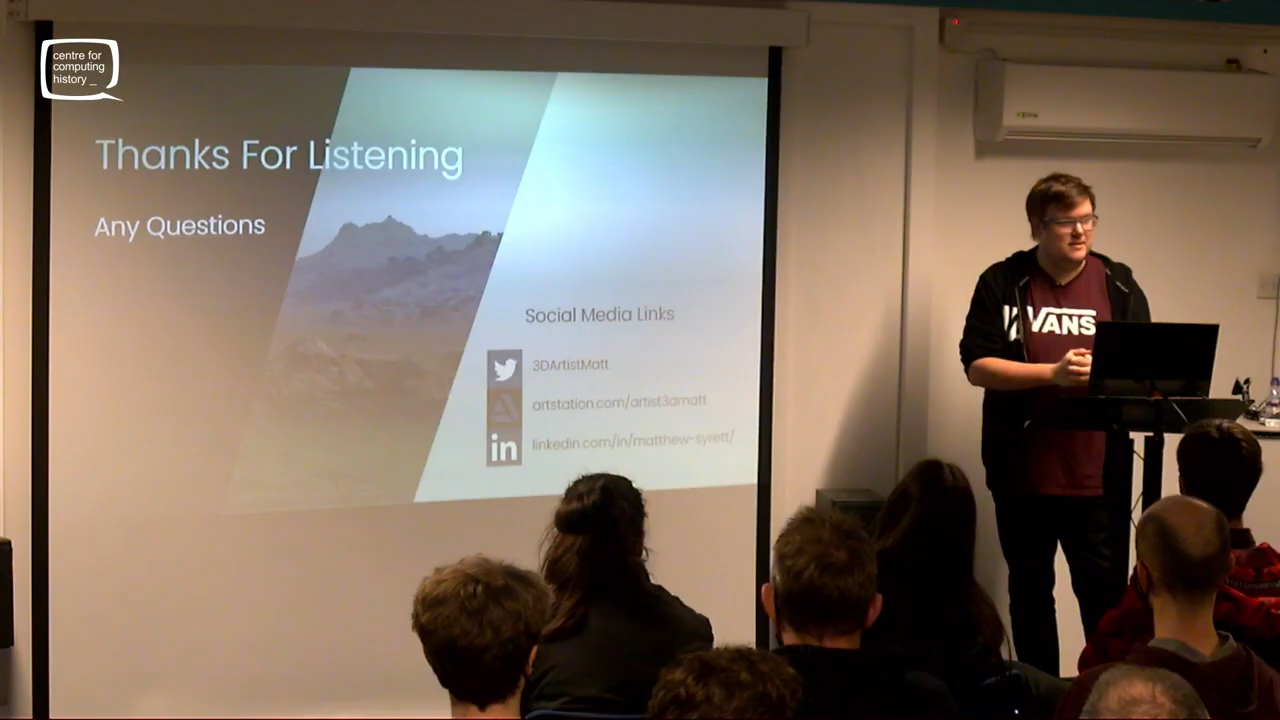 centre for
computing
history _
Thanks For Listening
Any Questions
Social Media Links
3DArtistMatt
artstation.com/artist3dmatt
in linkedin.com/in/matthew-syrett/
VANS